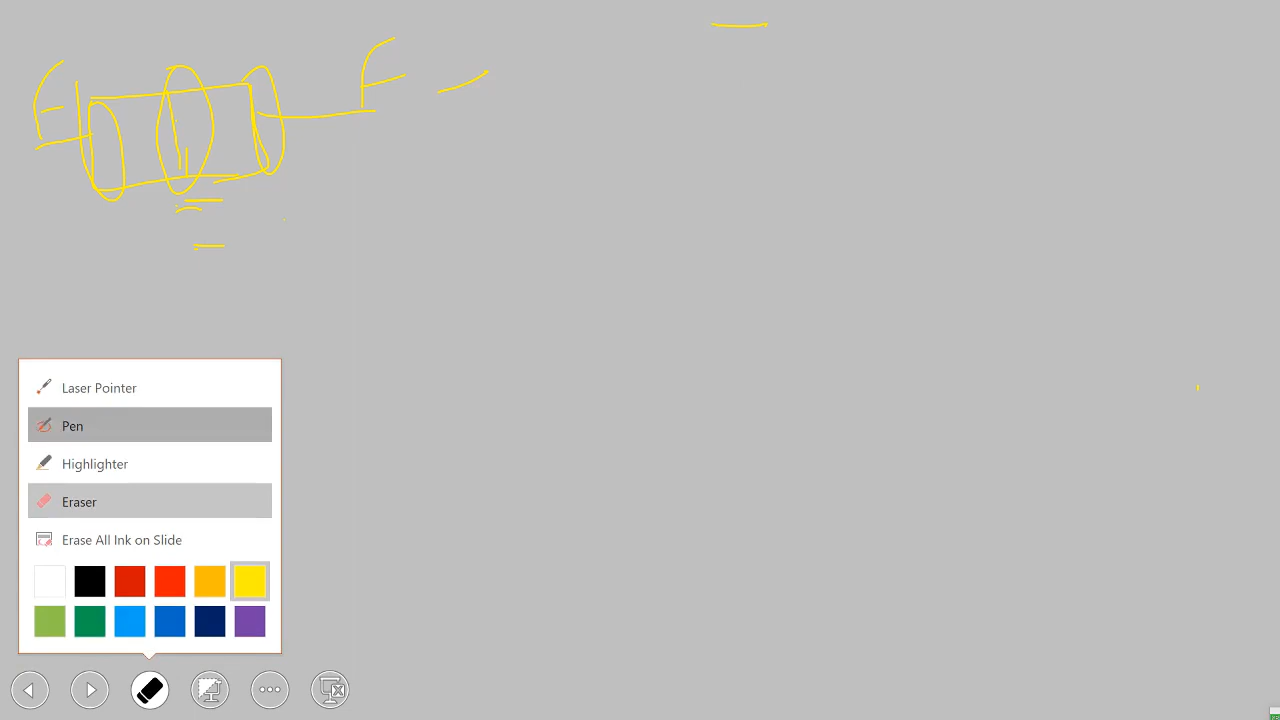 E
F
Laser Pointer
Pen
Highlighter
Eraser
Erase All Ink on Slide